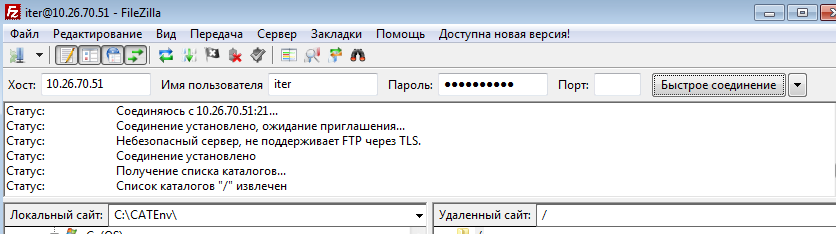 iter@10.26.70.51 - FileZilla
Файл Редактирование Вид Передача Сервер Закладки Помощь Доступна новая версия!
Хост: 10.26.70.51 Имя пользователя iter Пароль: ●●●●●●●●●● Порт: Быстрое соединение
Статус: Соединяюсь с 10.26.70.51:21...
Статус: Соединение установлено, ожидание приглашения...
Статус: Небезопасный сервер, не поддерживает FTP через TLS.
Статус: Соединение установлено
Статус: Получение списка каталогов...
Статус: Список каталогов "/" извлечен
Локальный сайт: C:\CATEnv\ Удаленный сайт: /